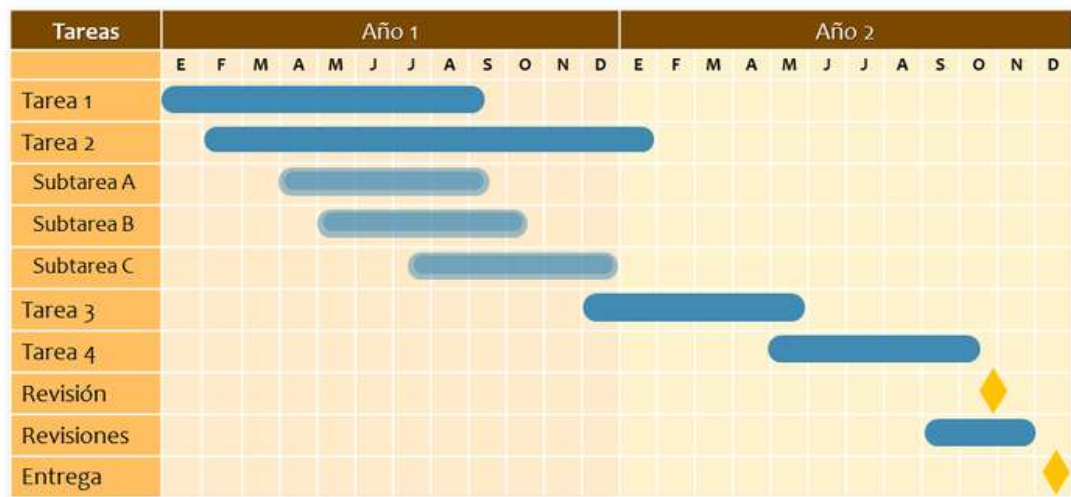 Tareas Año 1 Año 2
E F M A M J J A S O N D E F M A M J J A S O N D
Tarea 1
Tarea 2
Subtarea A
Subtarea B
Subtarea C
Tarea 3
Tarea 4
Revisión
Revisiones
Entrega